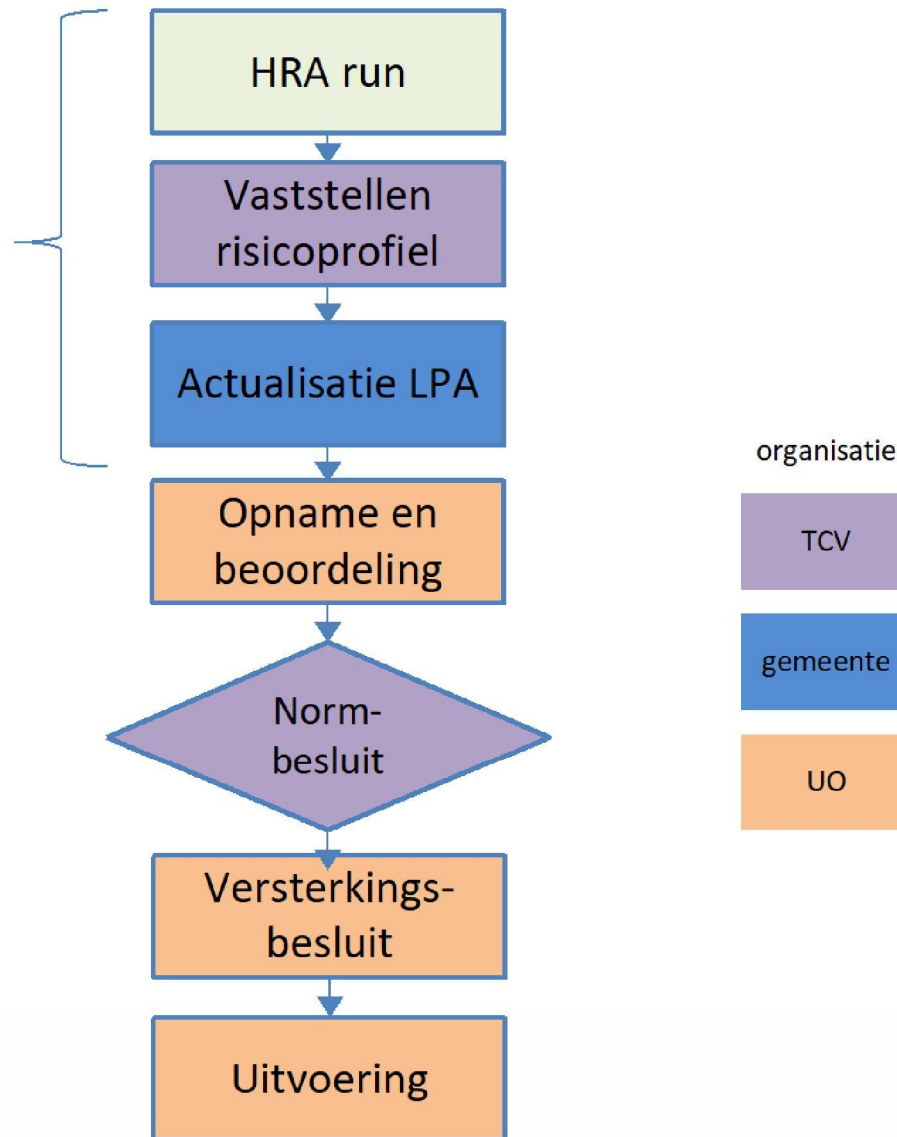 HRA run
Vaststellen
risicoprofiel
Actualisatie LPA
Opname en
beoordeling
Norm-
besluit
Versterkings-
besluit
Uitvoering
organisatie
TCV
gemeente
UO